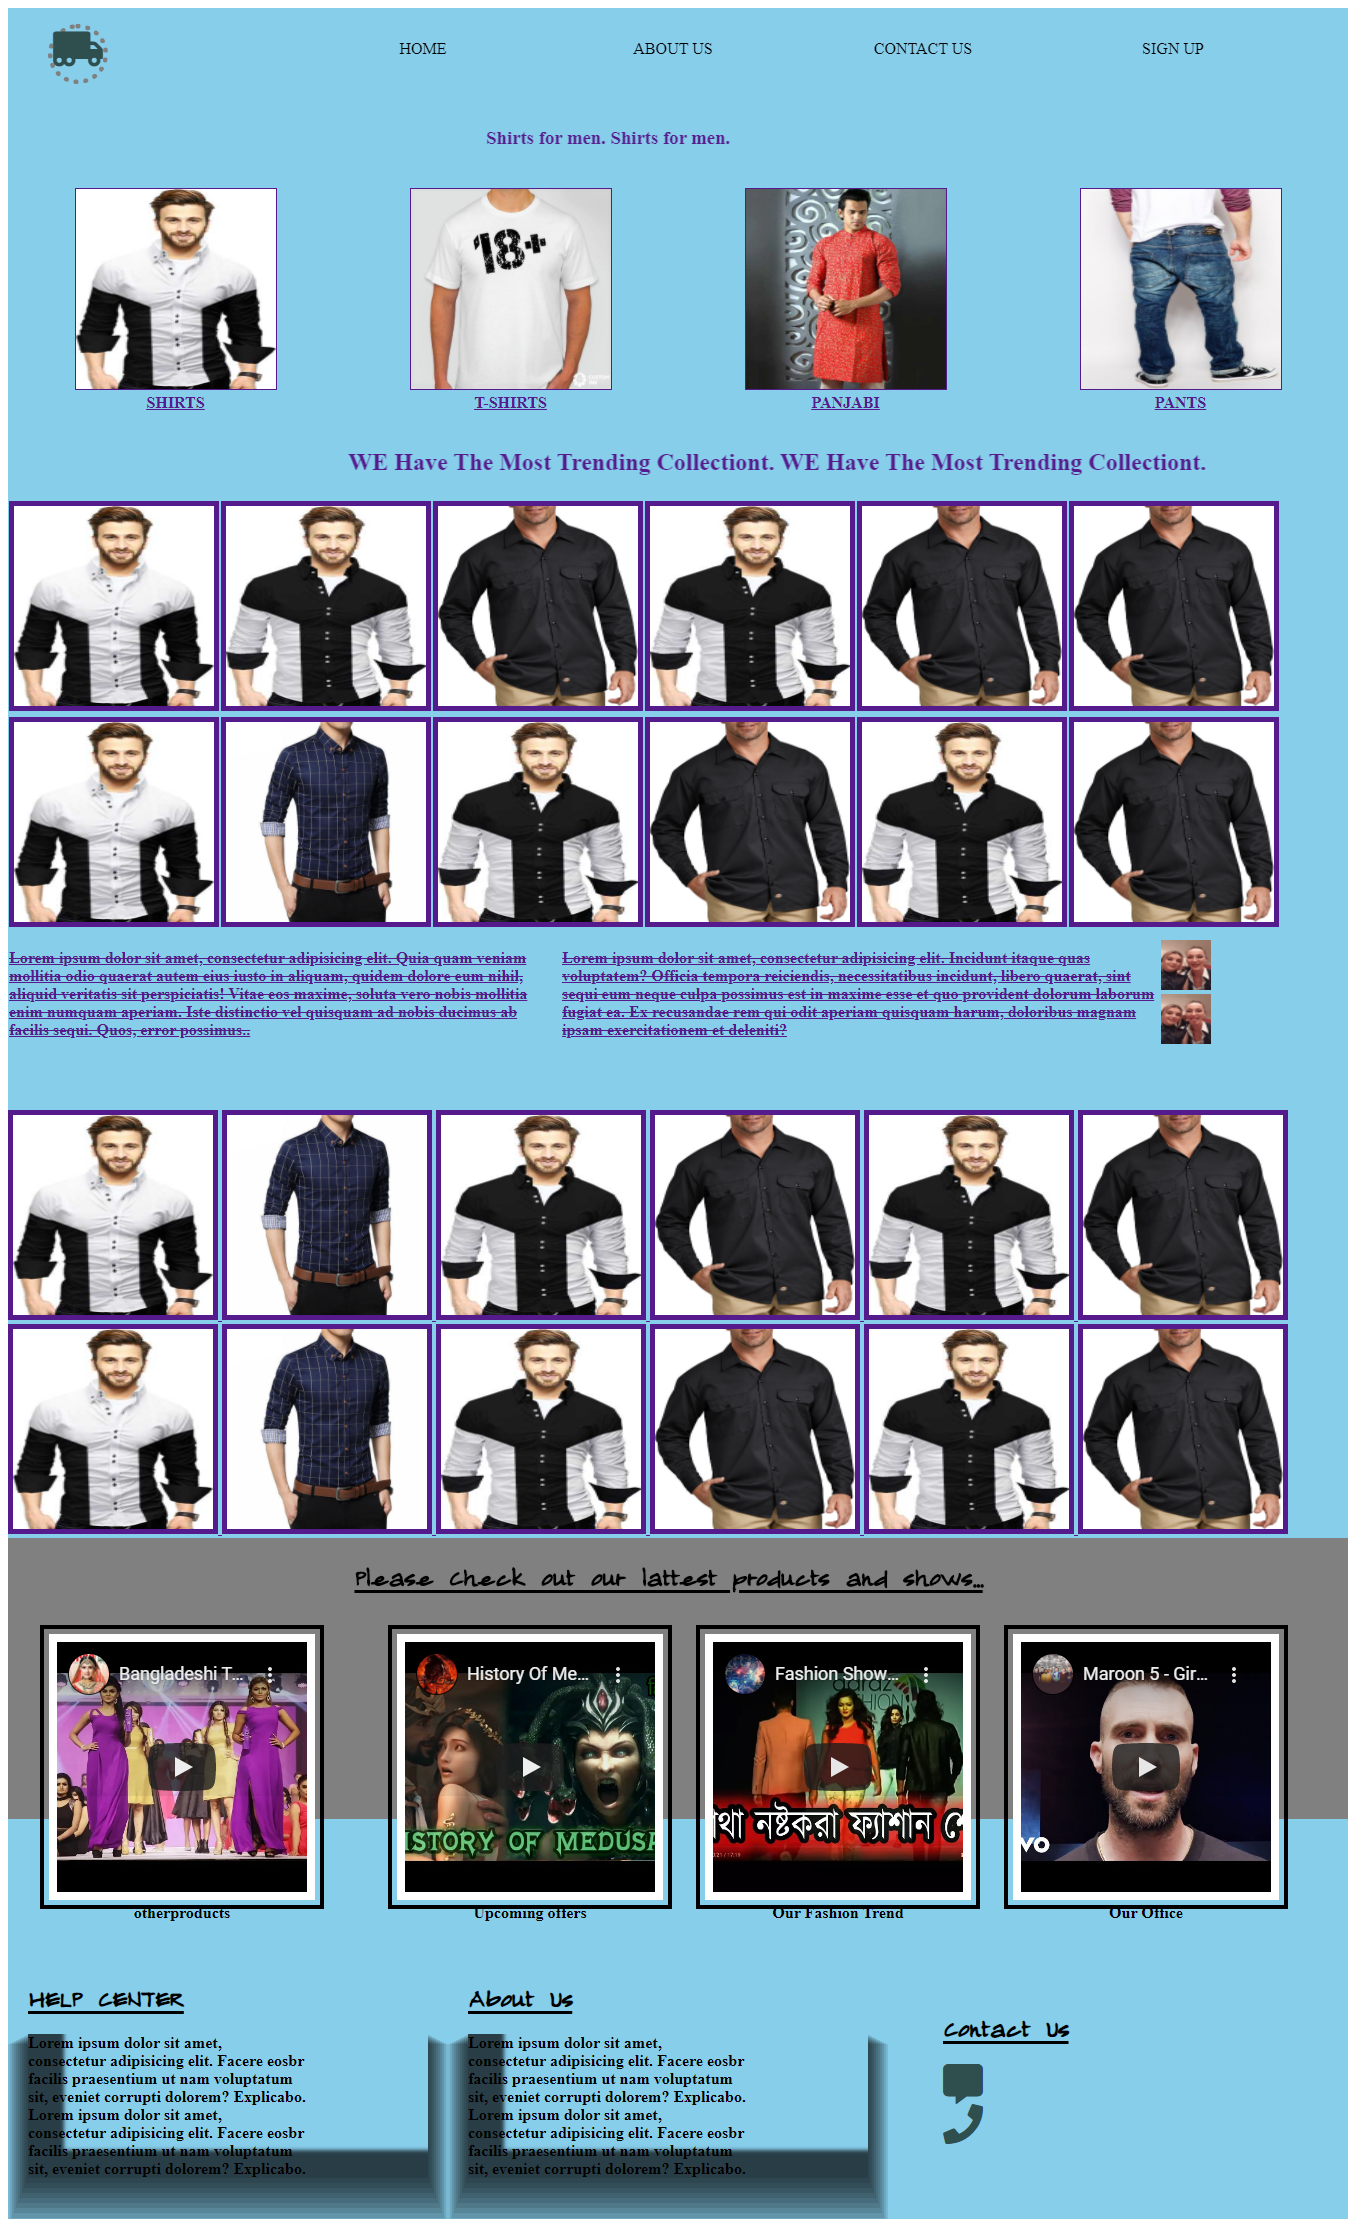 HOME ABOUT US CONTACT US SIGN UP
Shirts for men. Shirts for men.
18+
SHIRTS T-SHIRTS PANJABI PANTS
WE Have The Most Trending Collectiont. WE Have The Most Trending Collectiont.
Lorem ipsum dolor sit amet, consectetur adipisicing elit. Quia quam veniam
mollitia odio quaerat autem eius iusto in aliquam, quidem dolore eum nihil,
aliquid veritatis sit perspiciatis! Vitae eos maxime, soluta vero nobis mollitia
enim numquam aperiam. Iste distinctio vel quisquam ad nobis ducimus ab
facilis sequi. Quos, error possimus..
Lorem ipsum dolor sit amet, consectetur adipisicing elit. Incidunt itaque quas
voluptatem? Officia tempora reiciendis, necessitatibus incidunt, libero quaerat, sint
sequi eum neque culpa possimus est in maxime esse et quo provident dolorum laborum
fugiat ea. Ex recusandae rem qui odit aperiam quisquam harum, doloribus magnam
ipsam exercitationem et deleniti?
Please Check out our lattest products and shows...
Bangladeshi T...
History Of Me...
ISTORY OF MEDUSA
Fashion Show...
থা নষ্টকরা ফ্যাশান শো
Maroon 5 - Gir...
vo
otherproducts Upcoming offers Our Fashion Trend Our Office
HELP CENTER
Lorem ipsum dolor sit amet,
consectetur adipisicing elit. Facere eosbr
facilis praesentium ut nam voluptatum
sit, eveniet corrupti dolorem? Explicabo.
Lorem ipsum dolor sit amet,
consectetur adipisicing elit. Facere eosbr
facilis praesentium ut nam voluptatum
sit, eveniet corrupti dolorem? Explicabo.
About Us
Lorem ipsum dolor sit amet,
consectetur adipisicing elit. Facere eosbr
facilis praesentium ut nam voluptatum
sit, eveniet corrupti dolorem? Explicabo.
Lorem ipsum dolor sit amet,
consectetur adipisicing elit. Facere eosbr
facilis praesentium ut nam voluptatum
sit, eveniet corrupti dolorem? Explicabo.
Contact Us